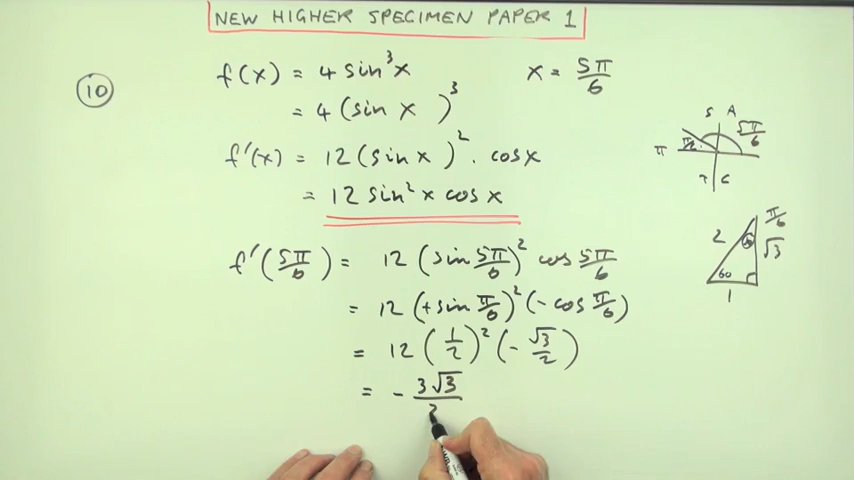 NEW HIGHER SPECIMEN PAPER 1
10
f(x) = 4 sin³x
x = 5π/6
= 4 (sin x )³
f'(x) = 12 (sin x )² . cos x
= 12 sin² x cos x
f'(5π/6) = 12 (sin 5π/6)² cos 5π/6
= 12 (+sin π/6)² (- cos π/6)
= 12 (1/2)² (- √3/2)
= - 3√3/2
S A
π π/6 5π/6
T C
π/6
2 √3
60
1